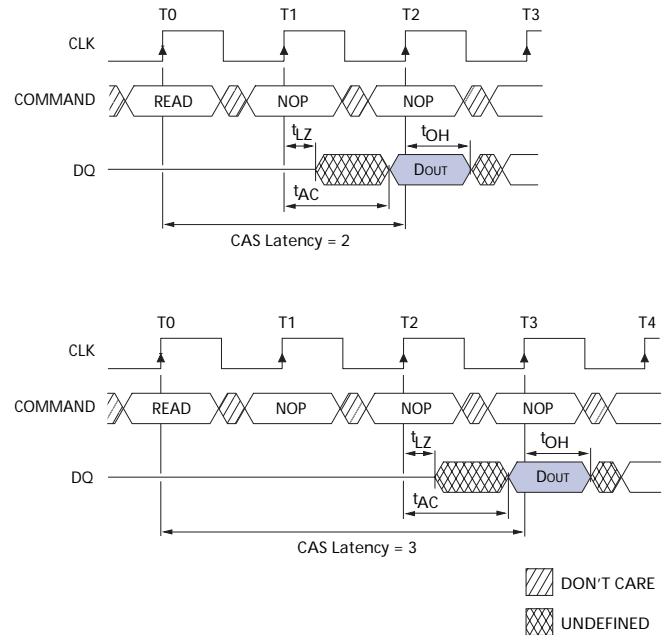 T0 T1 T2 T3
CLK
COMMAND READ NOP NOP
tLZ tOH
DQ DOUT
tAC
CAS Latency = 2
T0 T1 T2 T3 T4
CLK
COMMAND READ NOP NOP NOP
tLZ tOH
DQ DOUT
tAC
CAS Latency = 3
DON'T CARE
UNDEFINED